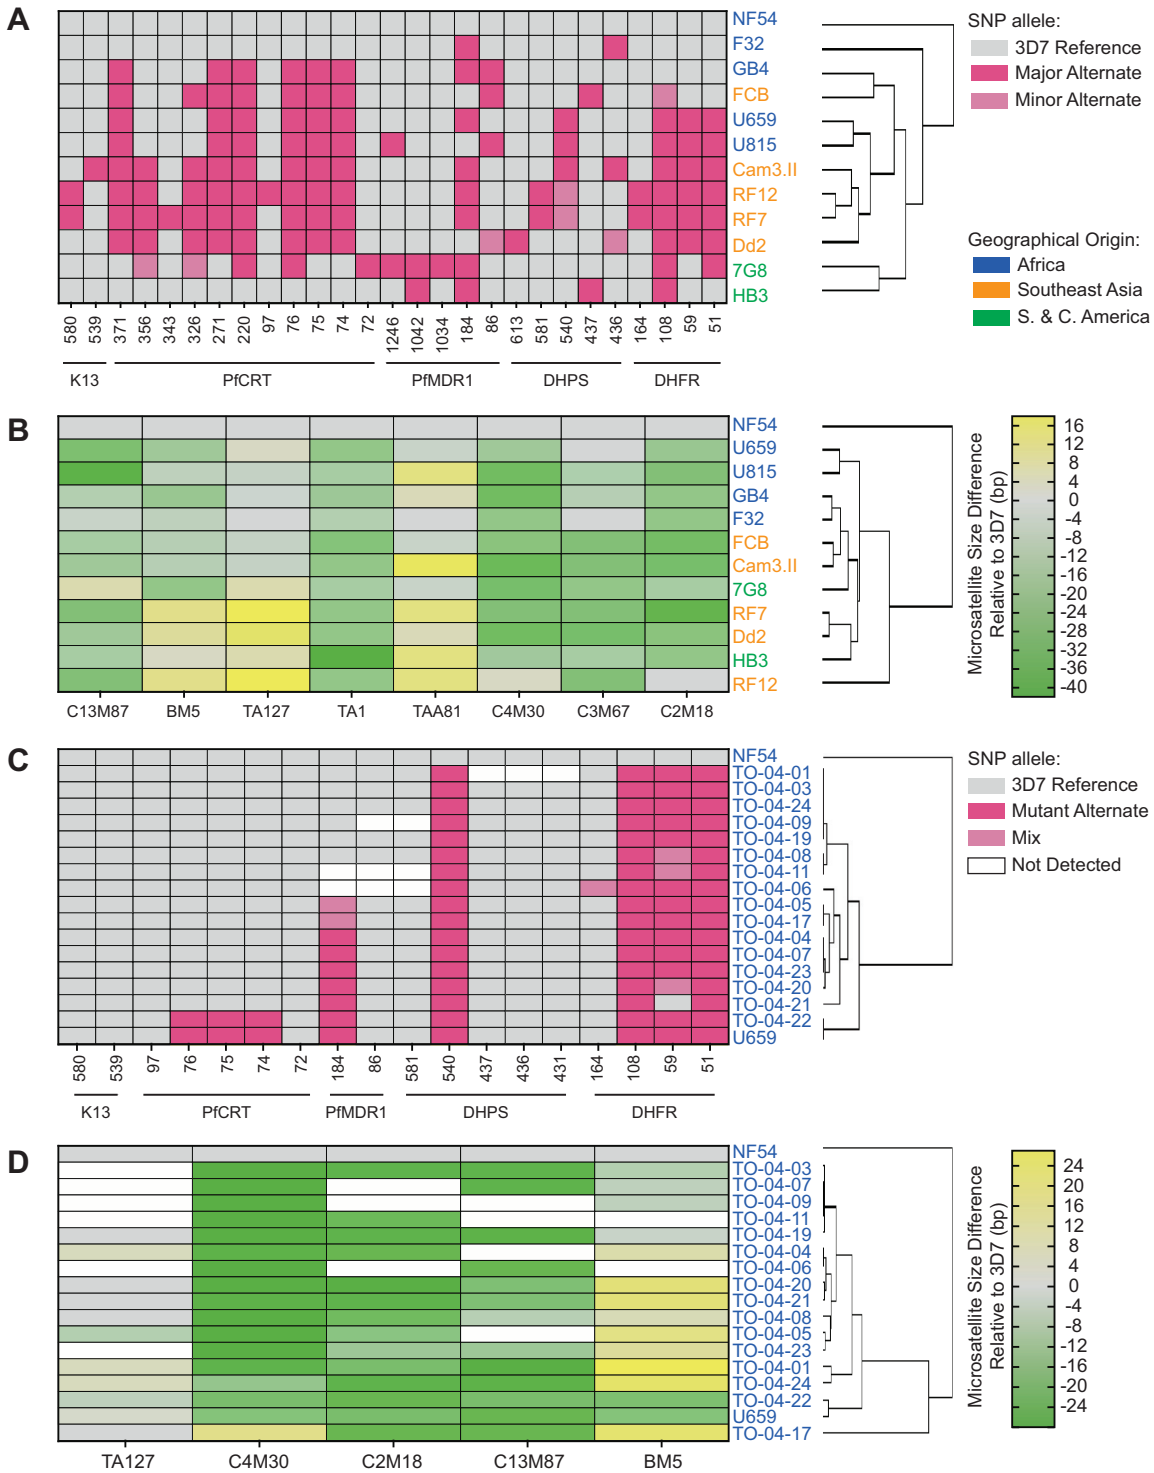 A
NF54
F32
GB4
FCB
U659
U815
Cam3.II
RF12
RF7
Dd2
7G8
HB3
SNP allele:
3D7 Reference
Major Alternate
Minor Alternate
Geographical Origin:
Africa
Southeast Asia
S. & C. America
580 539 371 356 343 326 271 220 97 76 75 74 72 1246 1042 1034 184 86 613 581 540 437 436 164 108 59 51
K13 PfCRT PfMDR1 DHPS DHFR
B
NF54
U659
U815
GB4
F32
FCB
Cam3.II
7G8
RF7
Dd2
HB3
RF12
C13M87 BM5 TA127 TA1 TAA81 C4M30 C3M67 C2M18
Microsatellite Size Difference
Relative to 3D7 (bp)
16
12
8
4
0
-4
-8
-12
-16
-20
-24
-28
-32
-36
-40
C
NF54
TO-04-01
TO-04-03
TO-04-24
TO-04-09
TO-04-19
TO-04-08
TO-04-11
TO-04-06
TO-04-05
TO-04-17
TO-04-04
TO-04-07
TO-04-23
TO-04-20
TO-04-21
TO-04-22
U659
SNP allele:
3D7 Reference
Mutant Alternate
Mix
Not Detected
580 539 97 76 75 74 72 184 86 581 540 437 436 431 164 108 59 51
K13 PfCRT PfMDR1 DHPS DHFR
D
NF54
TO-04-03
TO-04-07
TO-04-09
TO-04-11
TO-04-19
TO-04-04
TO-04-06
TO-04-20
TO-04-21
TO-04-08
TO-04-05
TO-04-23
TO-04-01
TO-04-24
TO-04-22
U659
TO-04-17
TA127 C4M30 C2M18 C13M87 BM5
Microsatellite Size Difference
Relative to 3D7 (bp)
24
20
16
12
8
4
0
-4
-8
-12
-16
-20
-24